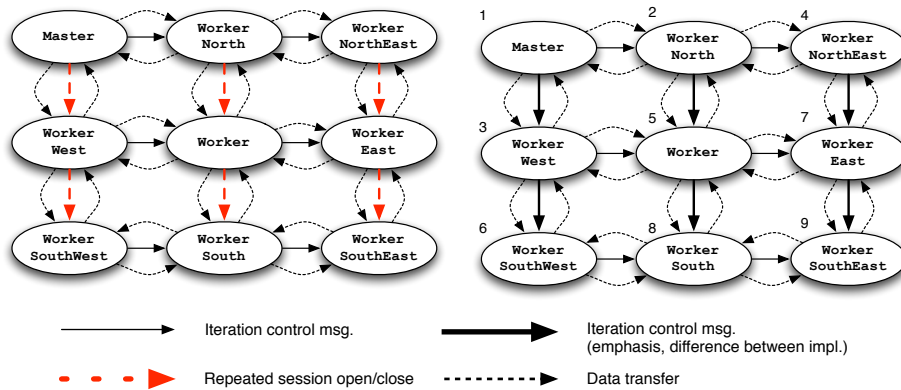 1 2 4
Master Worker North Worker NorthEast Master Worker North Worker NorthEast
3 5 7
Worker West Worker Worker East Worker West Worker Worker East
6 8 9
Worker SouthWest Worker South Worker SouthEast Worker SouthWest Worker South Worker SouthEast
Iteration control msg.
Iteration control msg.
(emphasis, difference between impl.)
Repeated session open/close
Data transfer